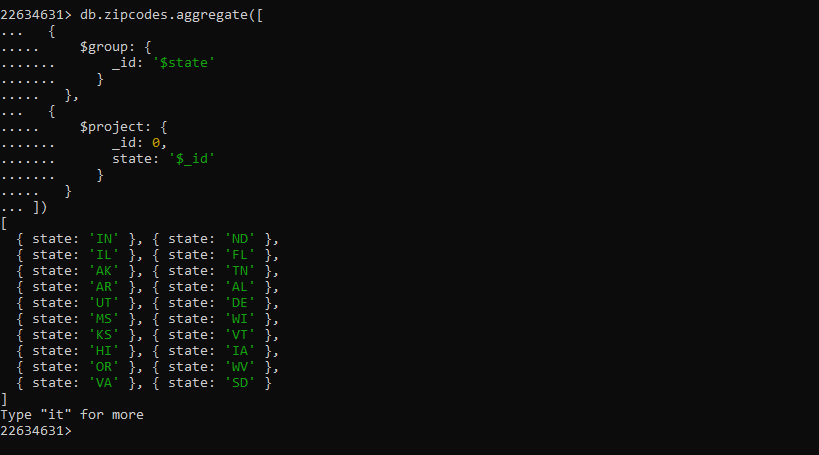 22634631> db.zipcodes.aggregate([
...   {
.....     $group: {
.......       _id: '$state'
.......     }
.....   },
...   {
.....     $project: {
.......       _id: 0,
.......       state: '$_id'
.......     }
.....   }
... ])
[
  { state: 'IN' }, { state: 'ND' },
  { state: 'IL' }, { state: 'FL' },
  { state: 'AK' }, { state: 'TN' },
  { state: 'AR' }, { state: 'AL' },
  { state: 'UT' }, { state: 'DE' },
  { state: 'MS' }, { state: 'WI' },
  { state: 'KS' }, { state: 'VT' },
  { state: 'HI' }, { state: 'IA' },
  { state: 'OR' }, { state: 'WV' },
  { state: 'VA' }, { state: 'SD' }
]
Type "it" for more
22634631>